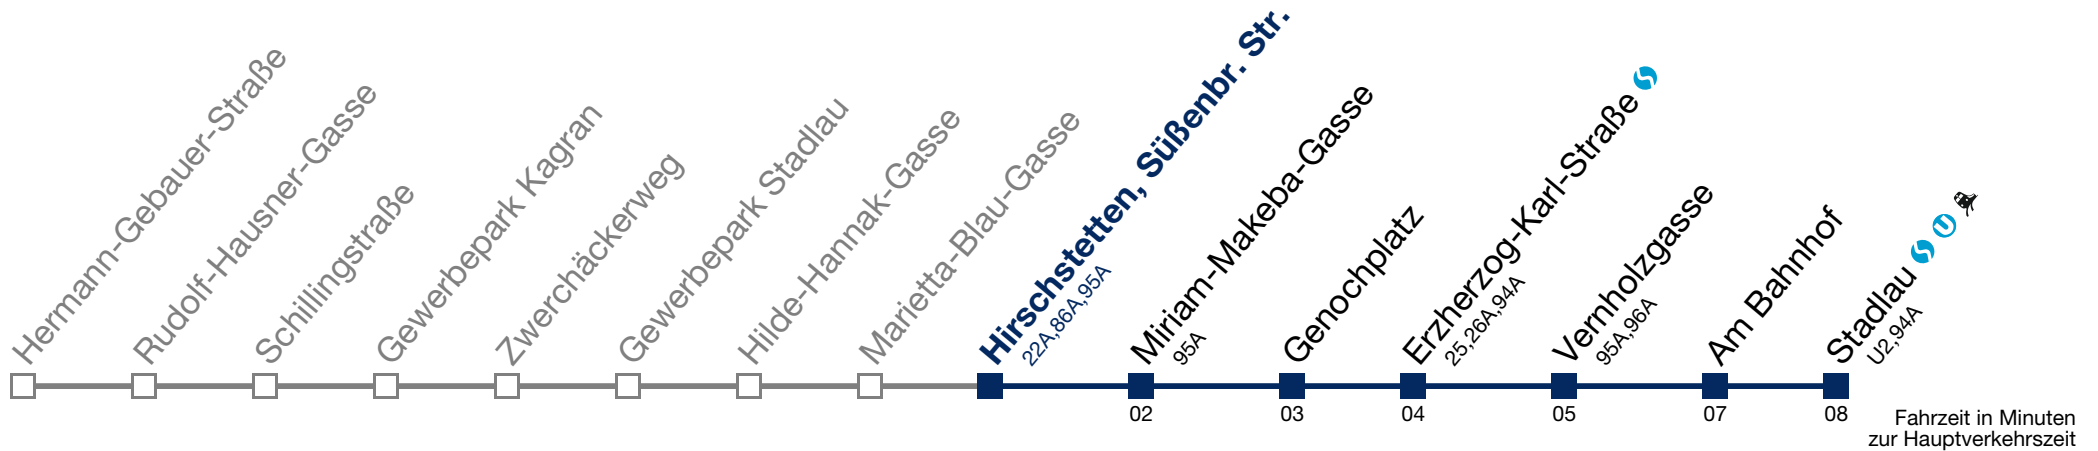 Hermann-Gebauer-Straße
Rudolf-Hausner-Gasse
Schillingstraße
Gewerbepark Kagran
Zwerchäckerweg
Gewerbepark Stadlau
Hilde-Hannak-Gasse
Marietta-Blau-Gasse
Hirschstetten, Süßenbr. Str.
22A,86A,95A
Miriam-Makeba-Gasse
95A
02
Genochplatz
03
Erzherzog-Karl-Straße S
25,26A,94A
04
Vernholzgasse
95A,96A
05
Am Bahnhof
07
Stadlau S U
U2,94A
08
Fahrzeit in Minuten
zur Hauptverkehrszeit